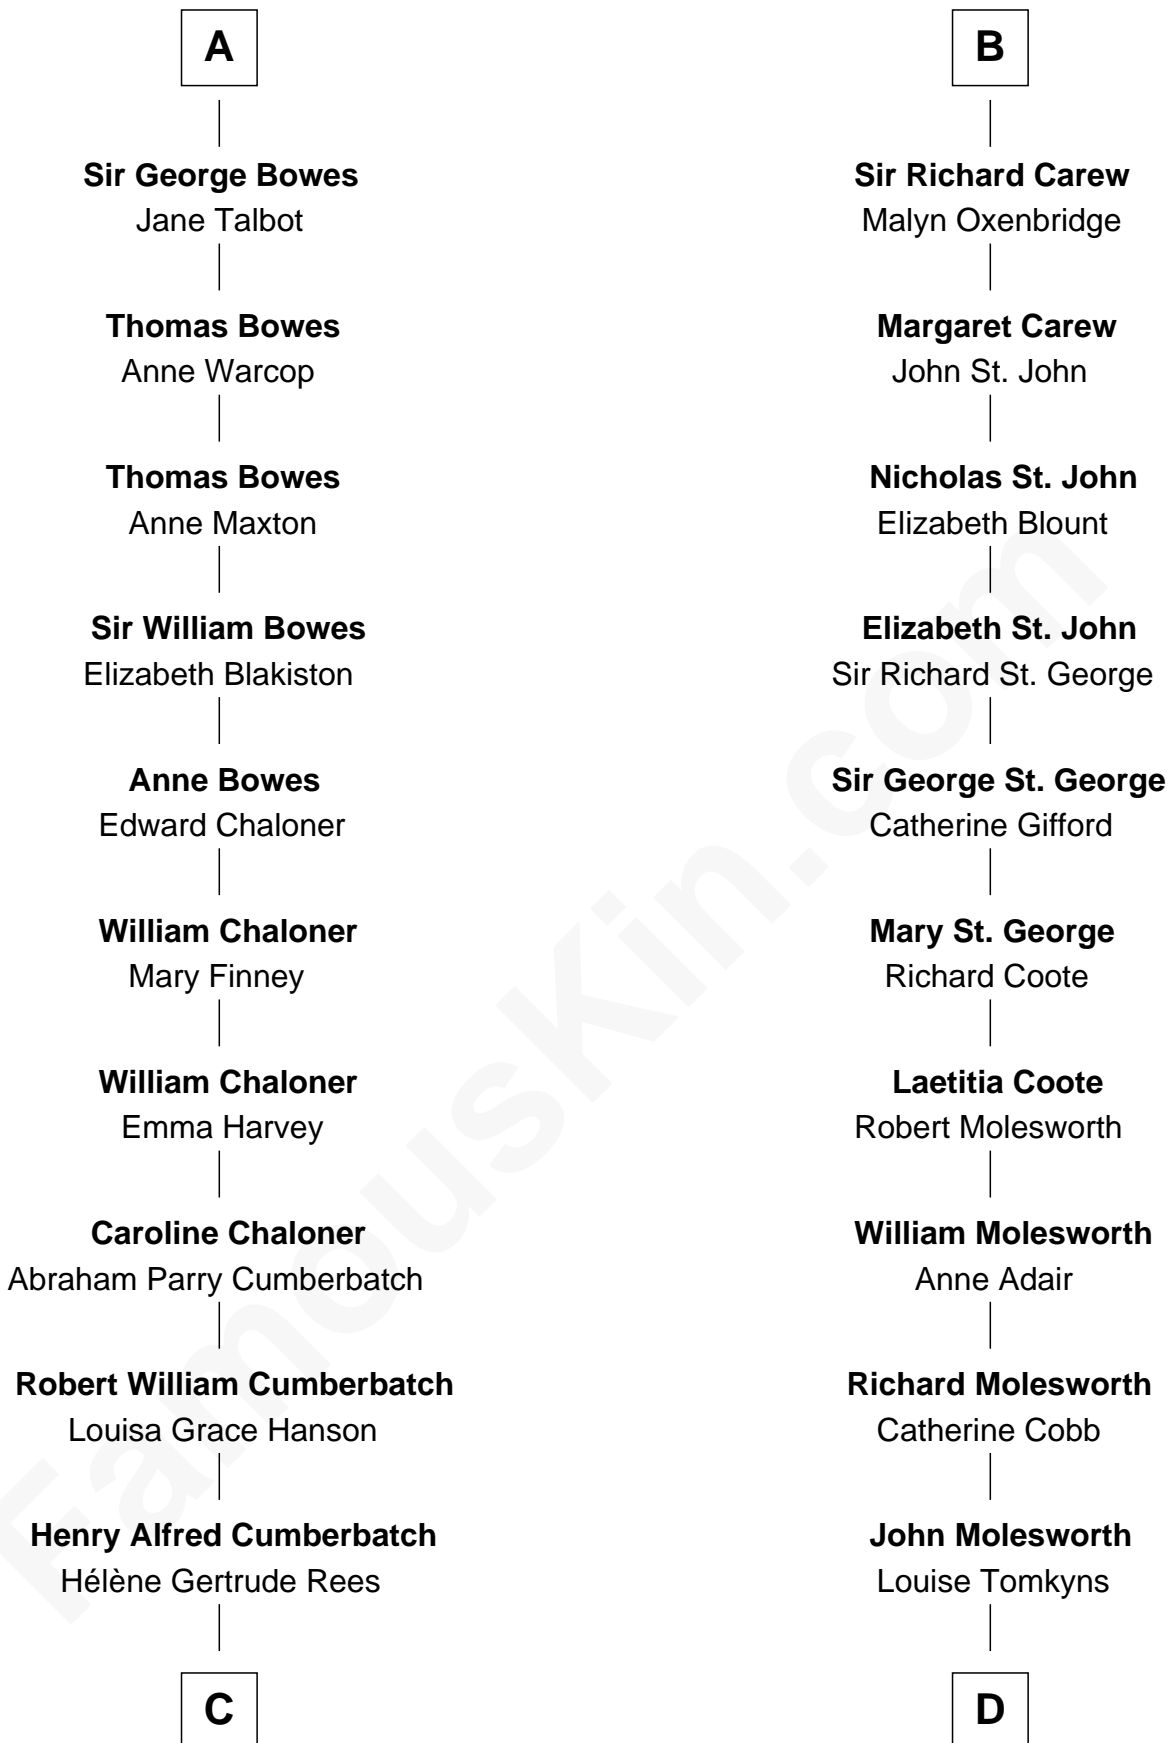 A
Sir George Bowes
Jane Talbot
Thomas Bowes
Anne Warcop
Thomas Bowes
Anne Maxton
Sir William Bowes
Elizabeth Blakiston
Anne Bowes
Edward Chaloner
William Chaloner
Mary Finney
William Chaloner
Emma Harvey
Caroline Chaloner
Abraham Parry Cumberbatch
Robert William Cumberbatch
Louisa Grace Hanson
Henry Alfred Cumberbatch
Hélène Gertrude Rees
C
B
Sir Richard Carew
Malyn Oxenbridge
Margaret Carew
John St. John
Nicholas St. John
Elizabeth Blount
Elizabeth St. John
Sir Richard St. George
Sir George St. George
Catherine Gifford
Mary St. George
Richard Coote
Laetitia Coote
Robert Molesworth
William Molesworth
Anne Adair
Richard Molesworth
Catherine Cobb
John Molesworth
Louise Tomkyns
D
FamousKin.com